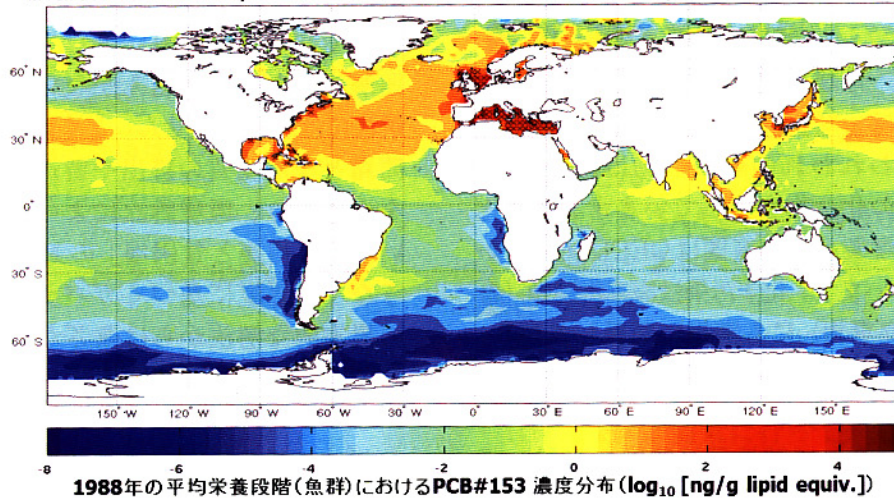 60° N
30° N
0°
30° S
60° S
150° W 120° W 90° W 60° W 30° W 0° 30° E 60° E 90° E 120° E 150° E
0°
-8 -6 -4 -2 0 2 4
1988年の平均栄養段階(魚群)におけるPCB#153 濃度分布(log₁₀ [ng/g lipid equiv.])